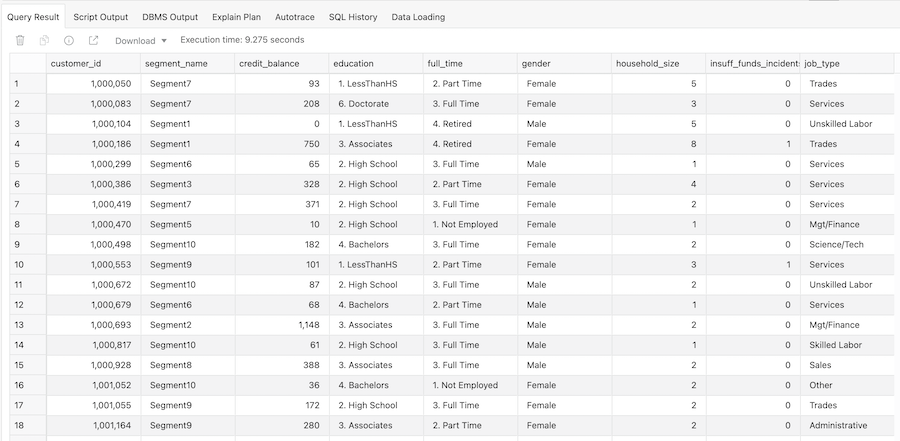 Query Result Script Output DBMS Output Explain Plan Autotrace SQL History Data Loading
Download Execution time: 9.275 seconds
customer_id segment_name credit_balance education full_time gender household_size insuff_funds_incidents job_type
1 1,000,050 Segment7 93 1. LessThanHS 2. Part Time Female 5 0 Trades
2 1,000,083 Segment7 208 6. Doctorate 3. Full Time Female 3 0 Services
3 1,000,104 Segment1 0 1. LessThanHS 4. Retired Male 5 0 Unskilled Labor
4 1,000,186 Segment1 750 3. Associates 4. Retired Female 8 1 Trades
5 1,000,299 Segment6 65 2. High School 3. Full Time Male 1 0 Services
6 1,000,386 Segment3 328 2. High School 2. Part Time Female 4 0 Services
7 1,000,419 Segment7 371 2. High School 3. Full Time Female 2 0 Services
8 1,000,470 Segment5 10 2. High School 1. Not Employed Female 1 0 Mgt/Finance
9 1,000,498 Segment10 182 4. Bachelors 3. Full Time Female 2 0 Science/Tech
10 1,000,553 Segment9 101 1. LessThanHS 2. Part Time Female 3 1 Services
11 1,000,672 Segment10 87 2. High School 3. Full Time Male 2 0 Unskilled Labor
12 1,000,679 Segment6 68 4. Bachelors 2. Part Time Male 1 0 Services
13 1,000,693 Segment2 1,148 3. Associates 3. Full Time Male 2 0 Mgt/Finance
14 1,000,817 Segment10 61 2. High School 3. Full Time Male 1 0 Skilled Labor
15 1,000,928 Segment8 388 3. Associates 3. Full Time Male 2 0 Sales
16 1,001,052 Segment10 36 4. Bachelors 1. Not Employed Female 2 0 Other
17 1,001,055 Segment9 172 2. High School 3. Full Time Female 2 0 Trades
18 1,001,164 Segment9 280 3. Associates 2. Part Time Female 2 0 Administrative